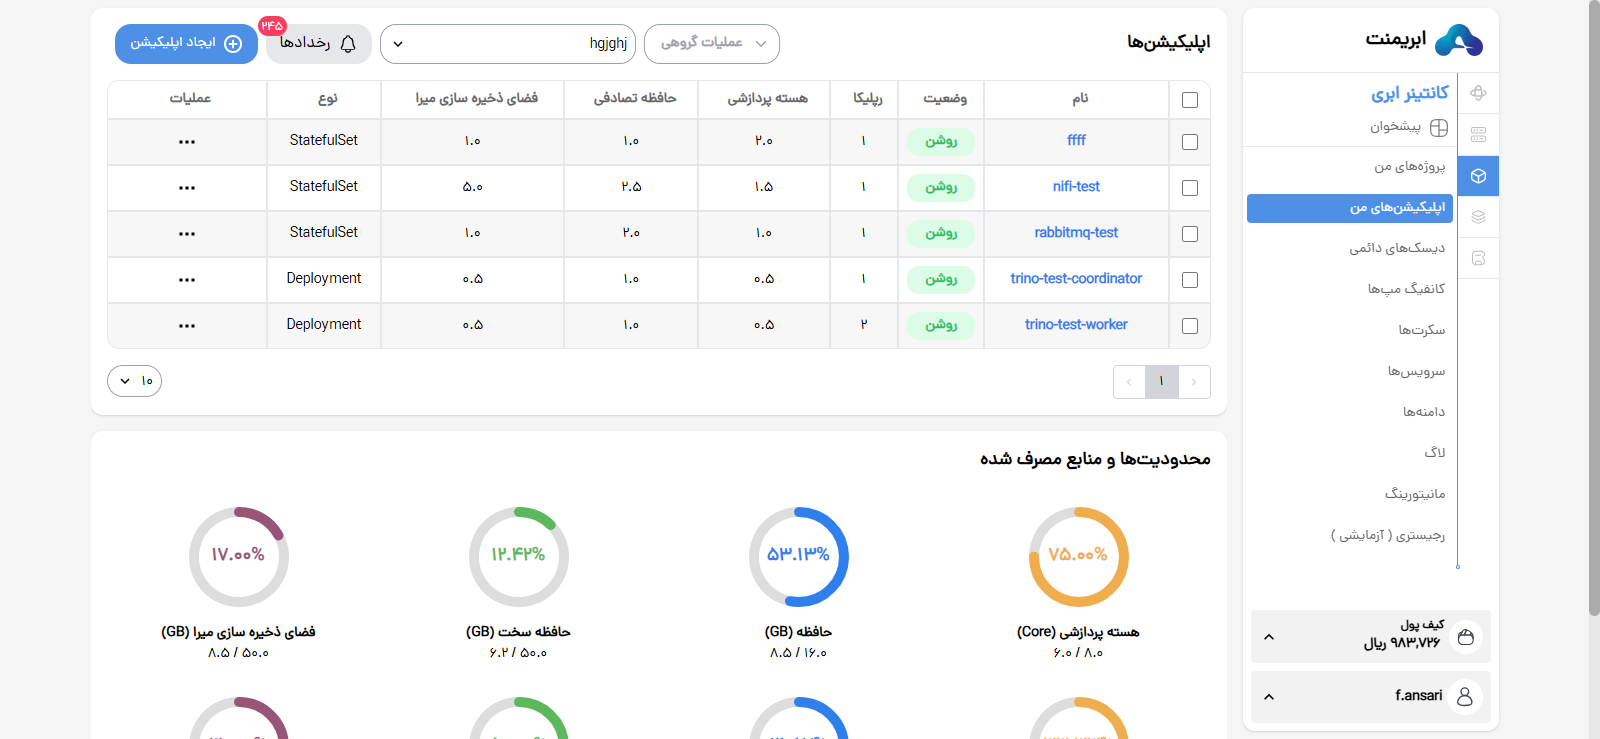 ابریمنت
کانتینر ابری
پیشخوان
پروژه‌های من
اپلیکیشن‌های من
دیسک‌های دائمی
کانفیگ مپ‌ها
سکرت‌ها
سرویس‌ها
دامنه‌ها
لاگ
مانیتورینگ
رجیستری ( آزمایشی )
کیف پول
۹۸۳,۷۲۶ ریال
f.ansari
اپلیکیشن‌ها
عملیات گروهی
hgjghj
رخدادها
۲۴۵
ایجاد اپلیکیشن
نام وضعیت رپلیکا هسته پردازشی حافظه تصادفی فضای ذخیره سازی میرا نوع عملیات
ffff روشن ۱ ۲.۰ ۱.۰ ۱.۰ StatefulSet
nifi-test روشن ۱ ۱.۵ ۲.۵ ۵.۰ StatefulSet
rabbitmq-test روشن ۱ ۱.۰ ۲.۰ ۱.۰ StatefulSet
trino-test-coordinator روشن ۱ ۰.۵ ۱.۰ ۰.۵ Deployment
trino-test-worker روشن ۲ ۰.۵ ۱.۰ ۰.۵ Deployment
۱
۱۰
محدودیت‌ها و منابع مصرف شده
۷۵.۰۰%
هسته پردازشی (Core)
۶.۰ / ۸.۰
۵۳.۱۳%
حافظه (GB)
۸.۵ / ۱۶.۰
۱۲.۴۲%
حافظه سخت (GB)
۶.۲ / ۵۰.۰
۱۷.۰۰%
فضای ذخیره سازی میرا (GB)
۸.۵ / ۵۰.۰